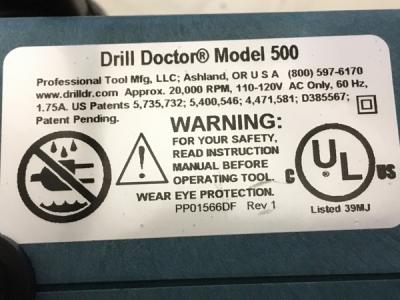 Drill Doctor® Model 500
Professional Tool Mfg, LLC; Ashland, OR U S A (800) 597-6170
www.drilldr.com Approx. 20,000 RPM, 110-120V AC Only, 60 Hz,
1.75A. US Patents 5,735,732; 5,400,546; 4,471,581; D385567;
Patent Pending.
WARNING:
FOR YOUR SAFETY,
READ INSTRUCTION
MANUAL BEFORE
OPERATING TOOL.
WEAR EYE PROTECTION.
PP01566DF Rev 1
!
C UL ® US
Listed 39MJ